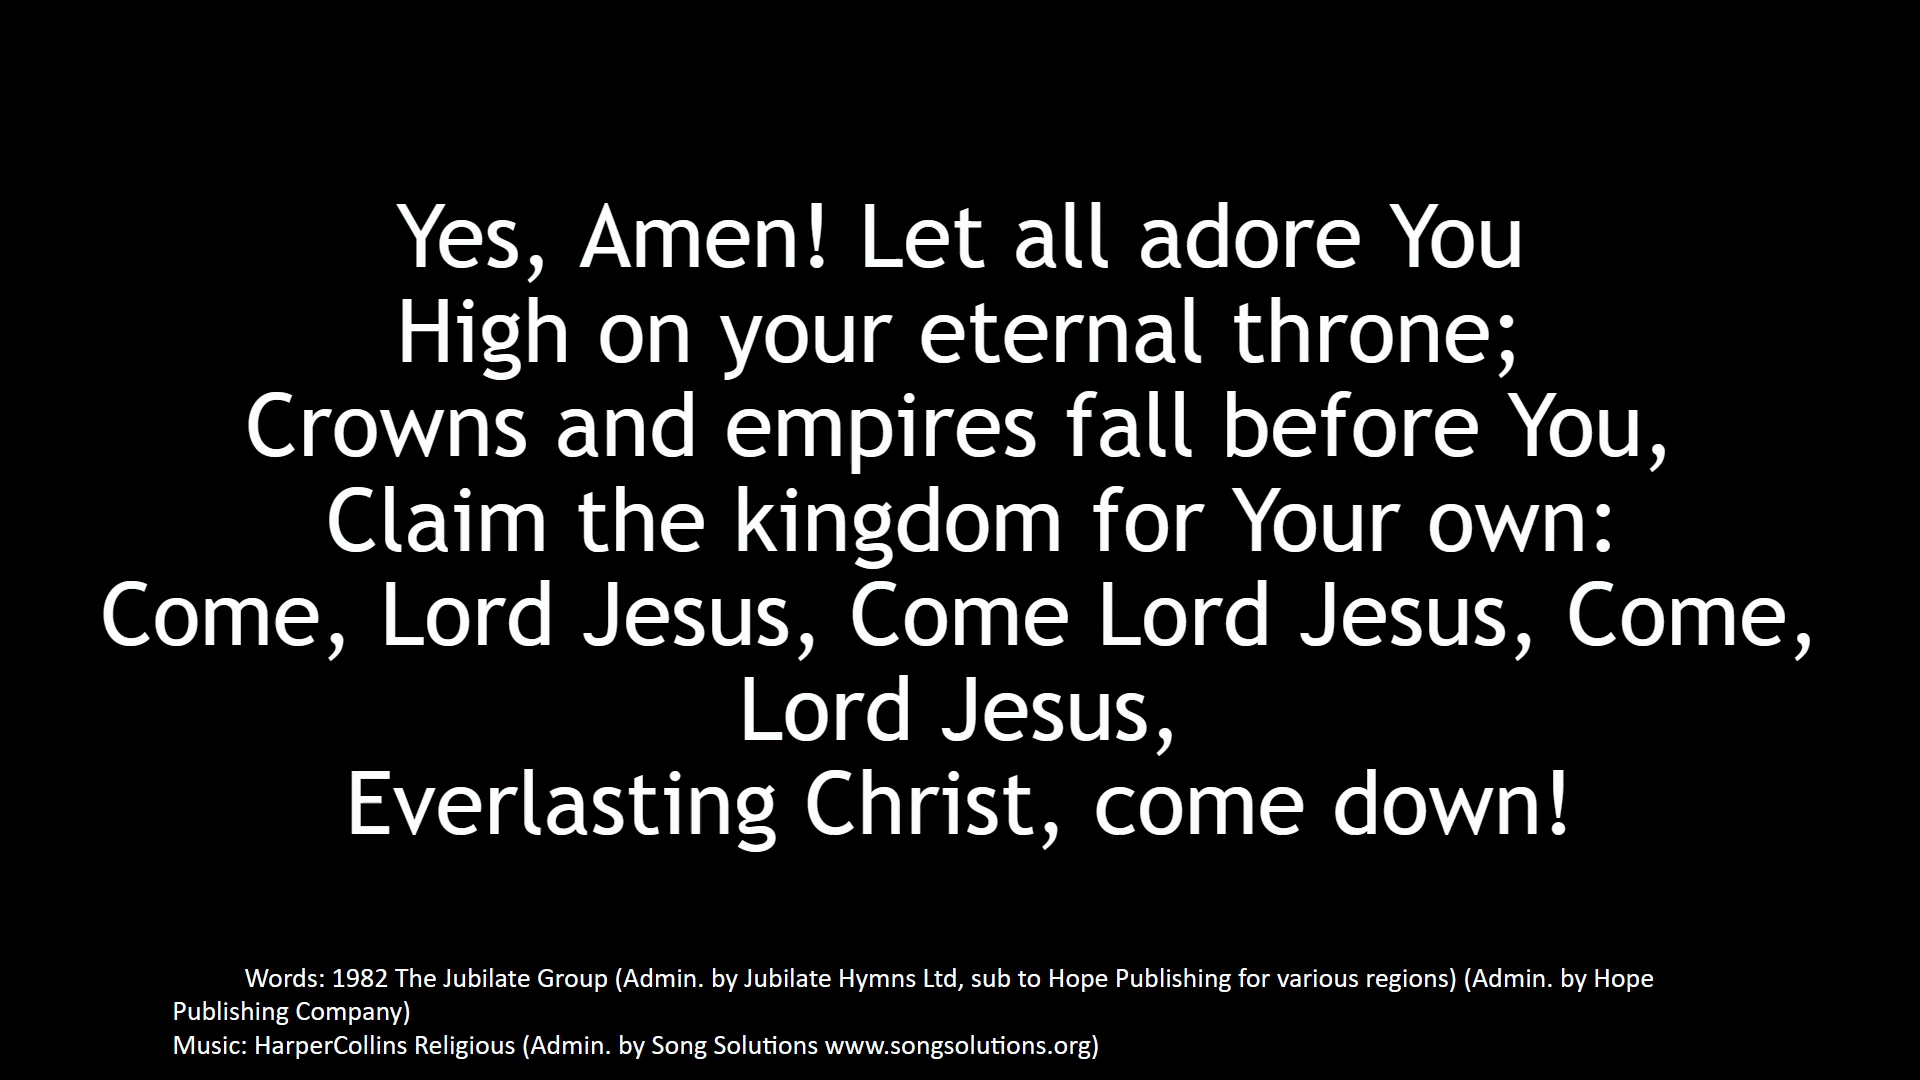 Yes, Amen! Let all adore You
High on your eternal throne;
Crowns and empires fall before You,
Claim the kingdom for Your own:
Come, Lord Jesus, Come Lord Jesus, Come,
Lord Jesus,
Everlasting Christ, come down!
Words: 1982 The Jubilate Group (Admin. by Jubilate Hymns Ltd, sub to Hope Publishing for various regions) (Admin. by Hope
Publishing Company)
Music: HarperCollins Religious (Admin. by Song Solutions www.songsolutions.org)